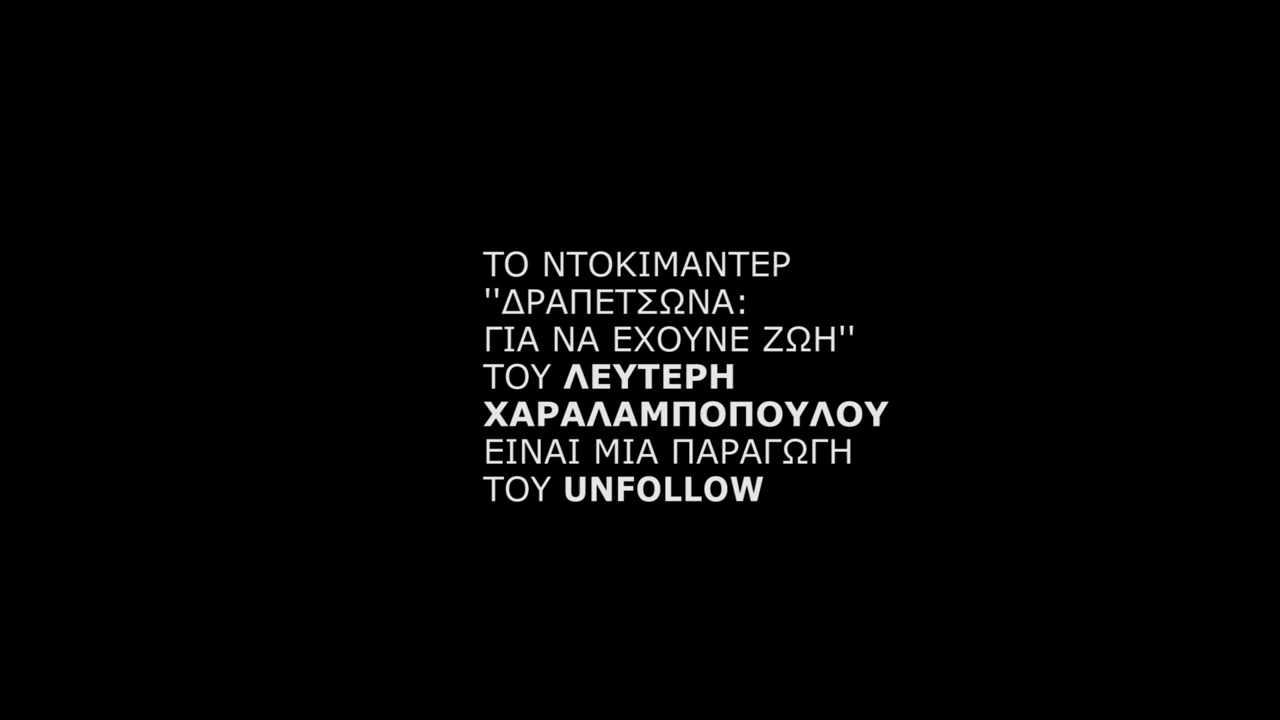 ΤΟ ΝΤΟΚΙΜΑΝΤΕΡ
''ΔΡΑΠΕΤΣΩΝΑ:
ΓΙΑ ΝΑ ΕΧΟΥΝΕ ΖΩΗ''
ΤΟΥ ΛΕΥΤΕΡΗ
ΧΑΡΑΛΑΜΠΟΠΟΥΛΟΥ
ΕΙΝΑΙ ΜΙΑ ΠΑΡΑΓΩΓΗ
ΤΟΥ UNFOLLOW